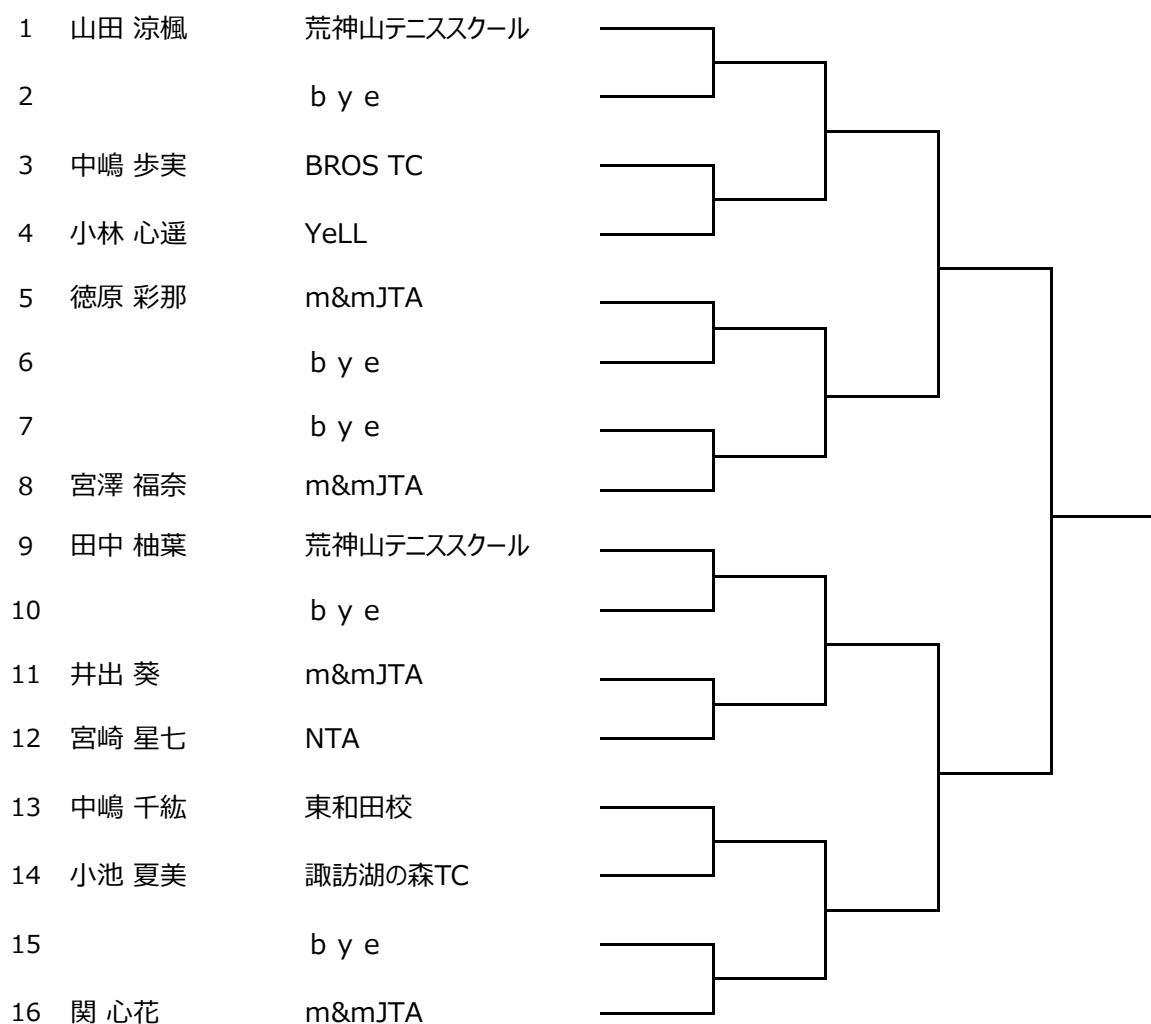 1 山田 涼楓 荒神山テニススクール
2 ｂｙｅ
3 中嶋 歩実 BROS TC
4 小林 心遥 YeLL
5 徳原 彩那 m&mJTA
6 ｂｙｅ
7 ｂｙｅ
8 宮澤 福奈 m&mJTA
9 田中 柚葉 荒神山テニススクール
10 ｂｙｅ
11 井出 葵 m&mJTA
12 宮崎 星七 NTA
13 中嶋 千紘 東和田校
14 小池 夏美 諏訪湖の森TC
15 ｂｙｅ
16 関 心花 m&mJTA